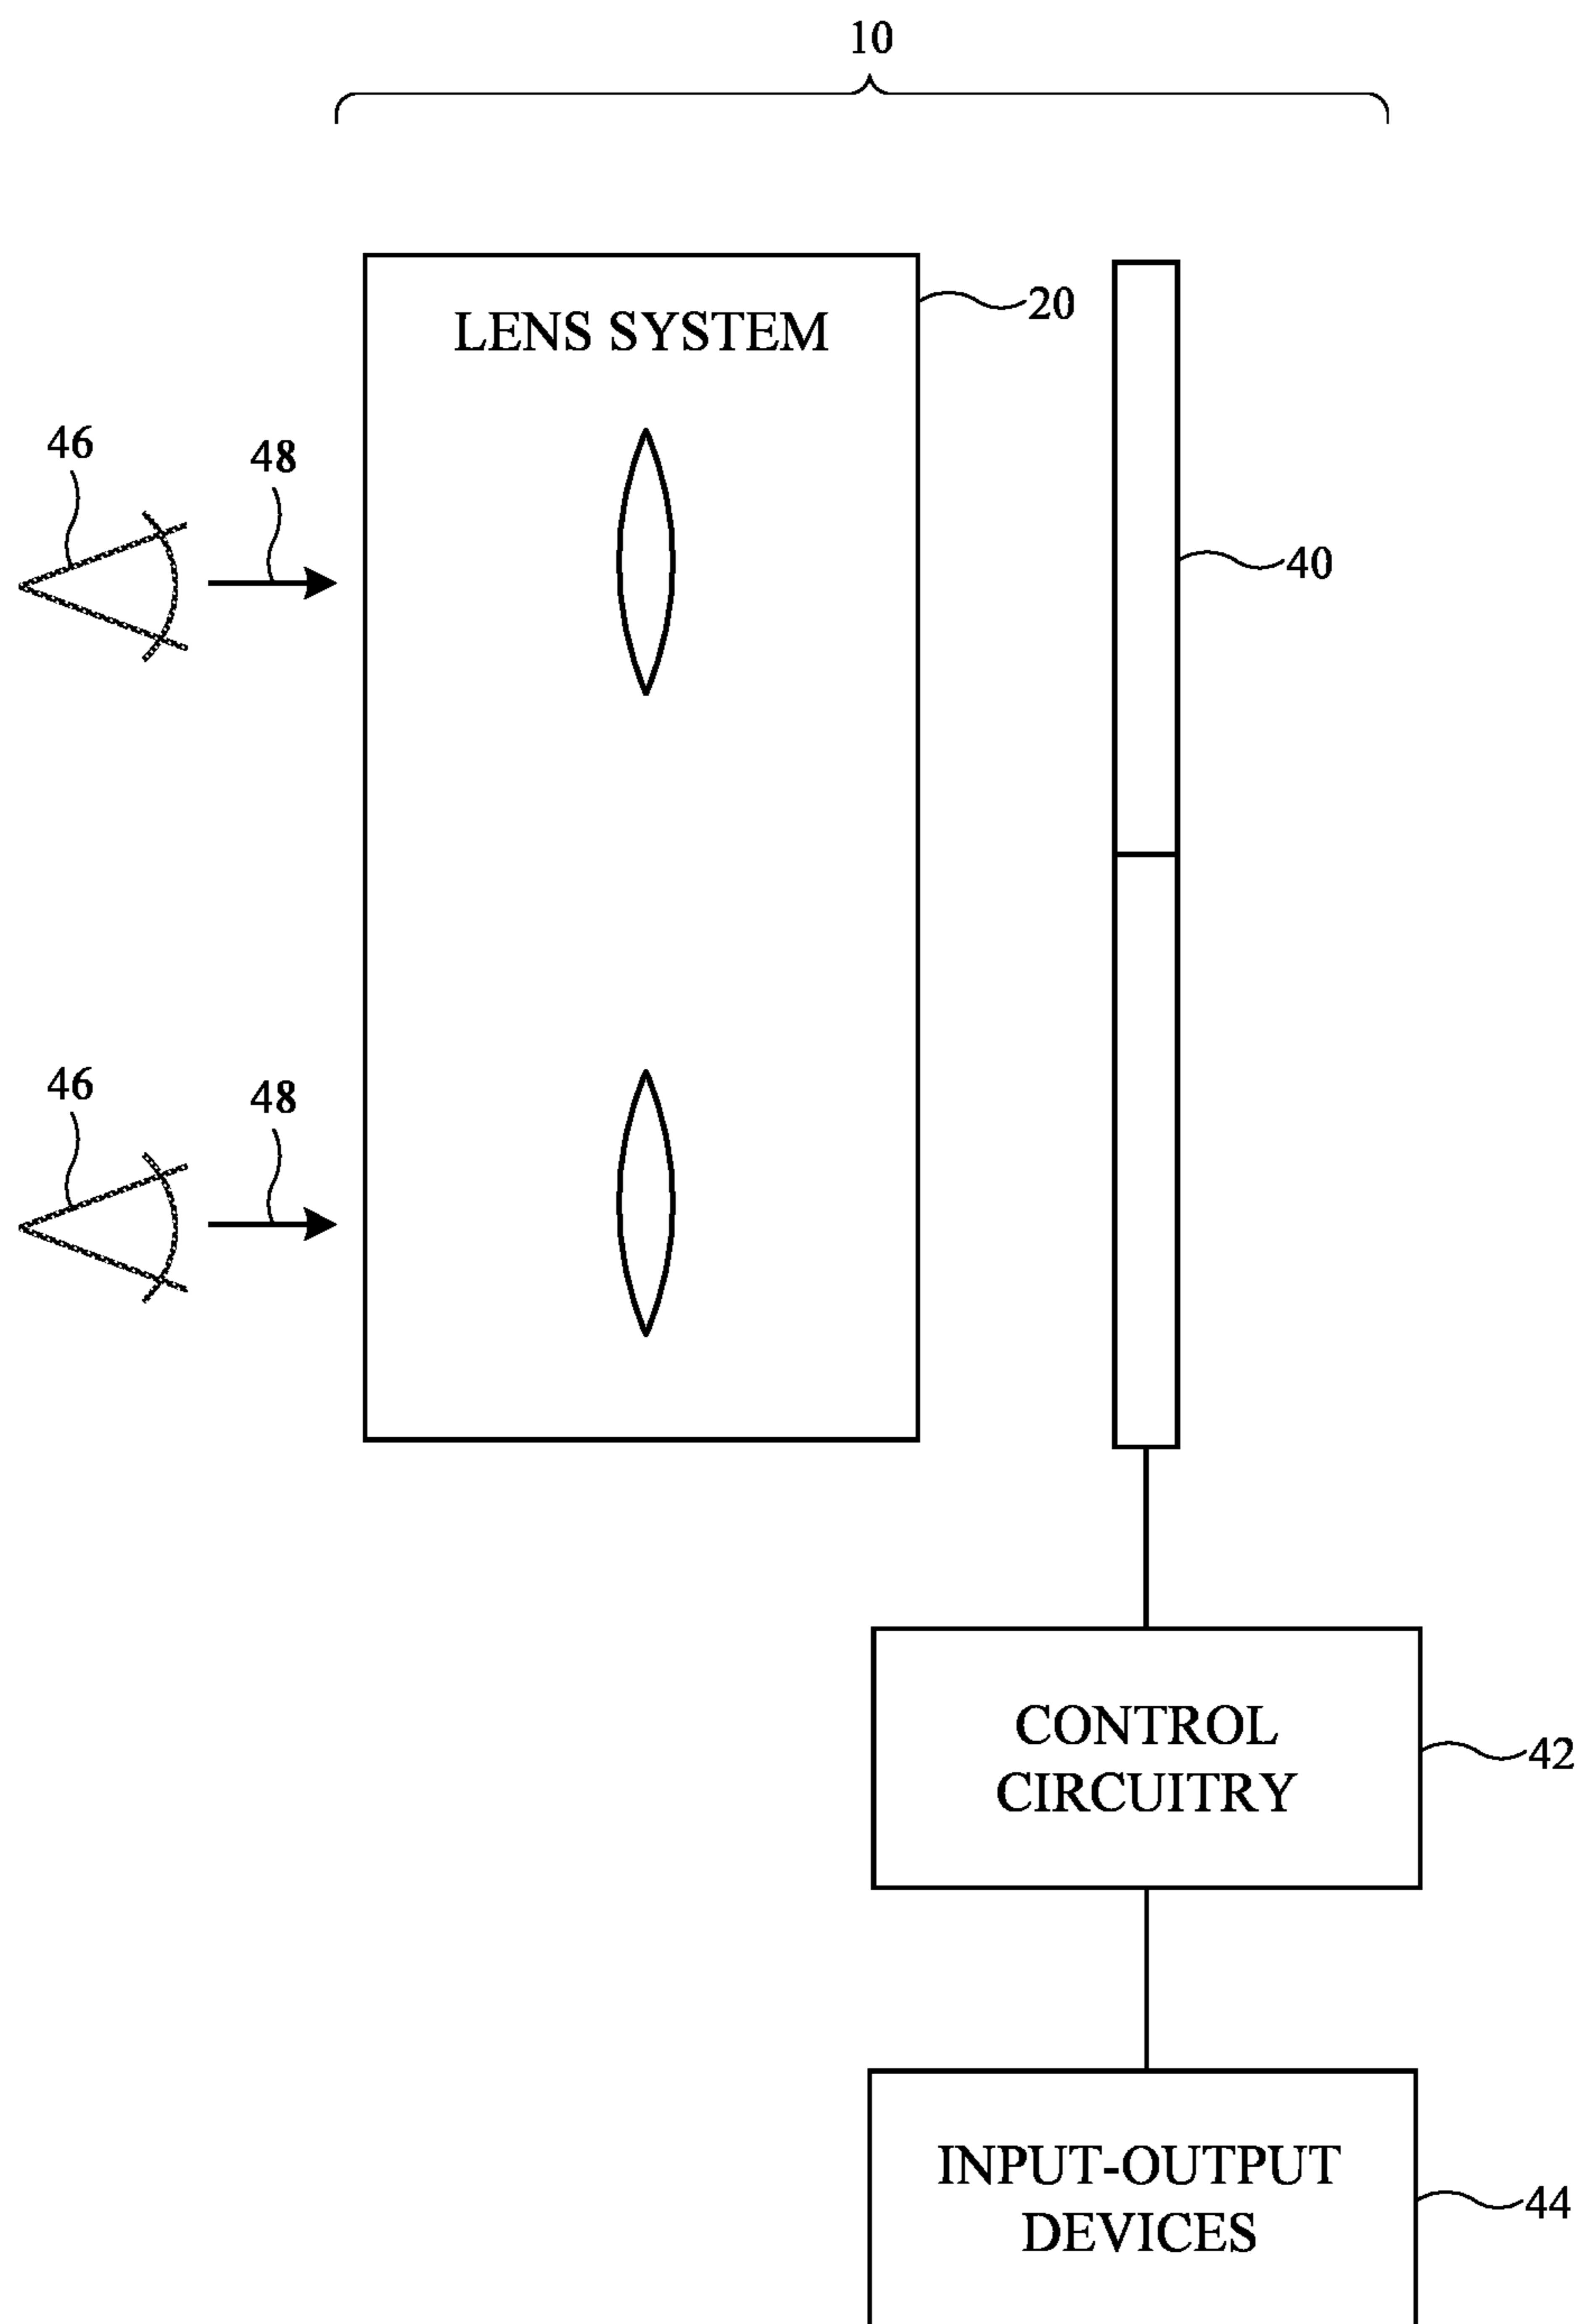 10
LENS SYSTEM
20
46
48
40
46
48
CONTROL
CIRCUITRY
42
INPUT-OUTPUT
DEVICES
44